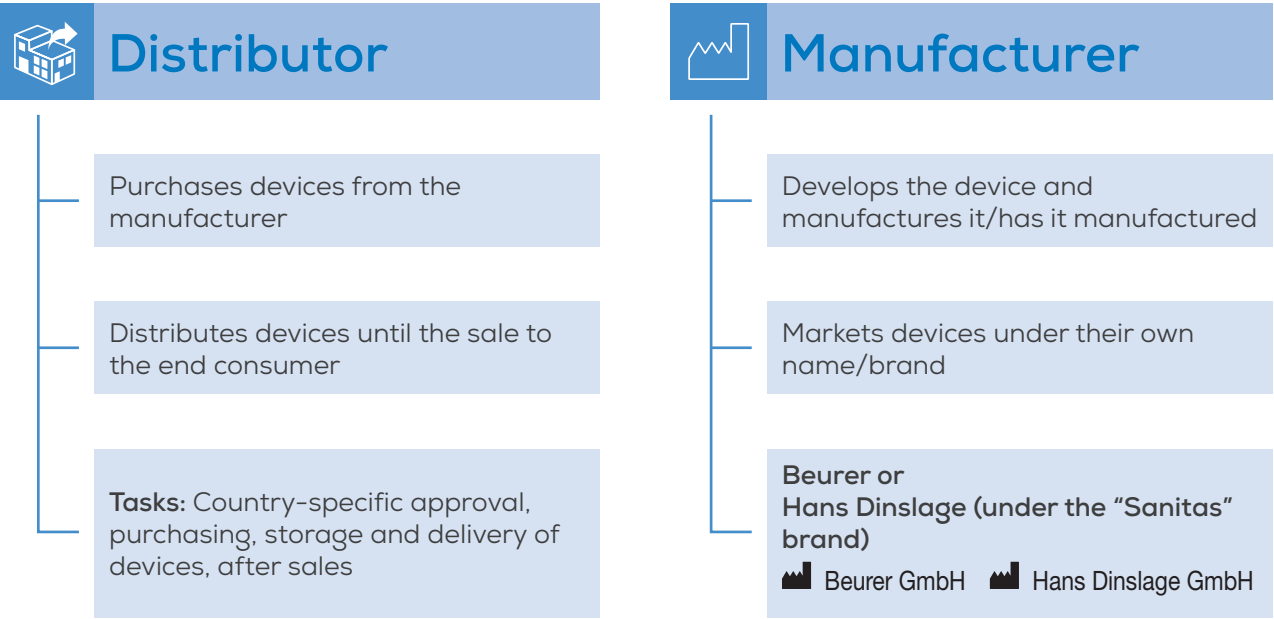 Distributor
Purchases devices from the
manufacturer
Distributes devices until the sale to
the end consumer
Tasks: Country-specific approval,
purchasing, storage and delivery of
devices, after sales
Manufacturer
Develops the device and
manufactures it/has it manufactured
Markets devices under their own
name/brand
Beurer or
Hans Dinslage (under the “Sanitas”
brand)
Beurer GmbH
Hans Dinslage GmbH